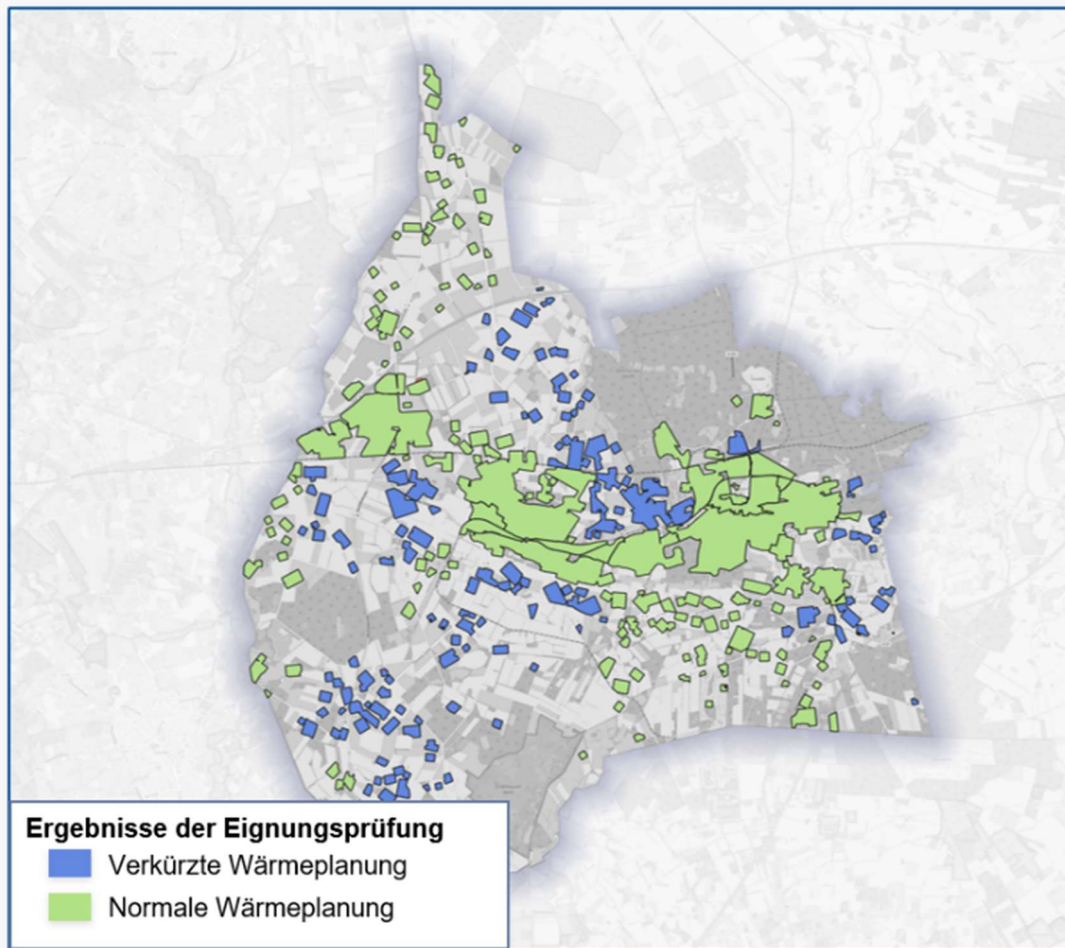 Ergebnisse der Eignungsprüfung
Verkürzte Wärmeplanung
Normale Wärmeplanung